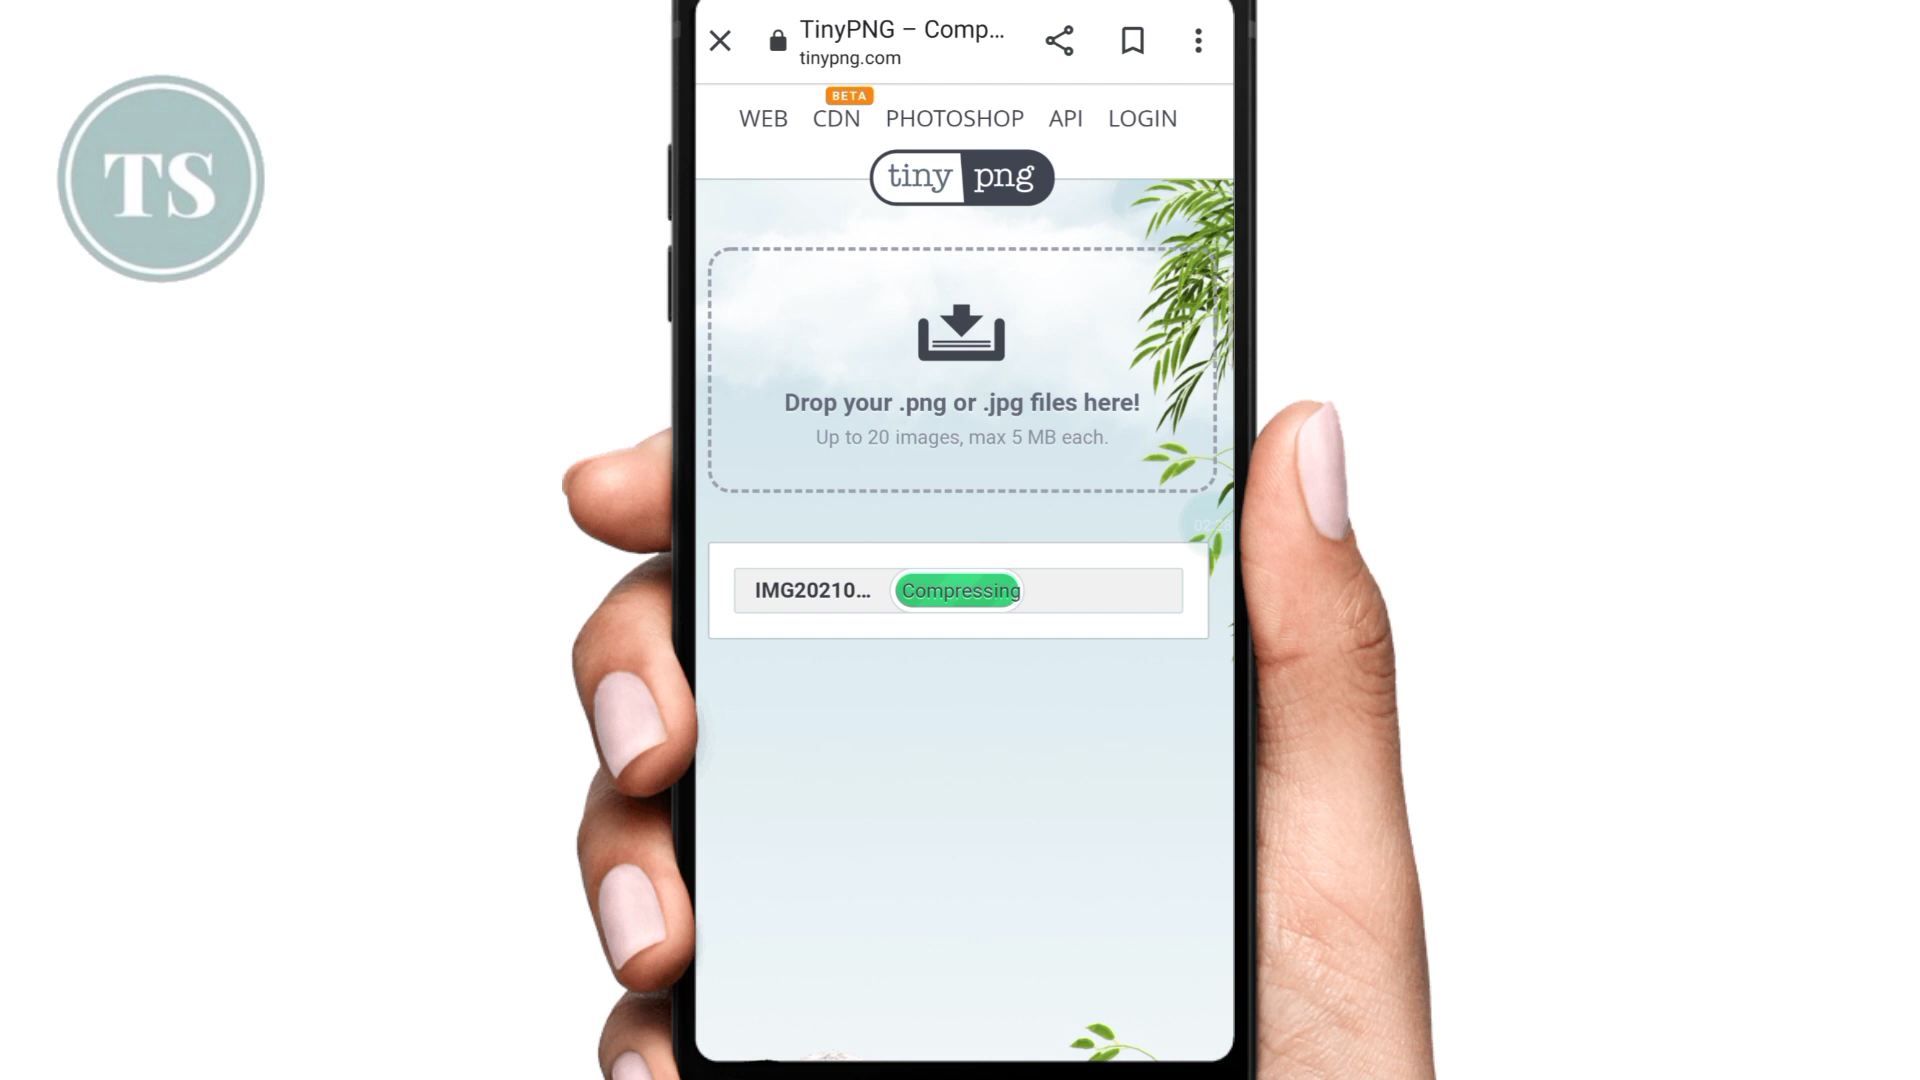 TS
TinyPNG – Comp...
tinypng.com
BETA
WEB CDN PHOTOSHOP API LOGIN
tiny png
Drop your .png or .jpg files here!
Up to 20 images, max 5 MB each.
IMG20210... Compressing